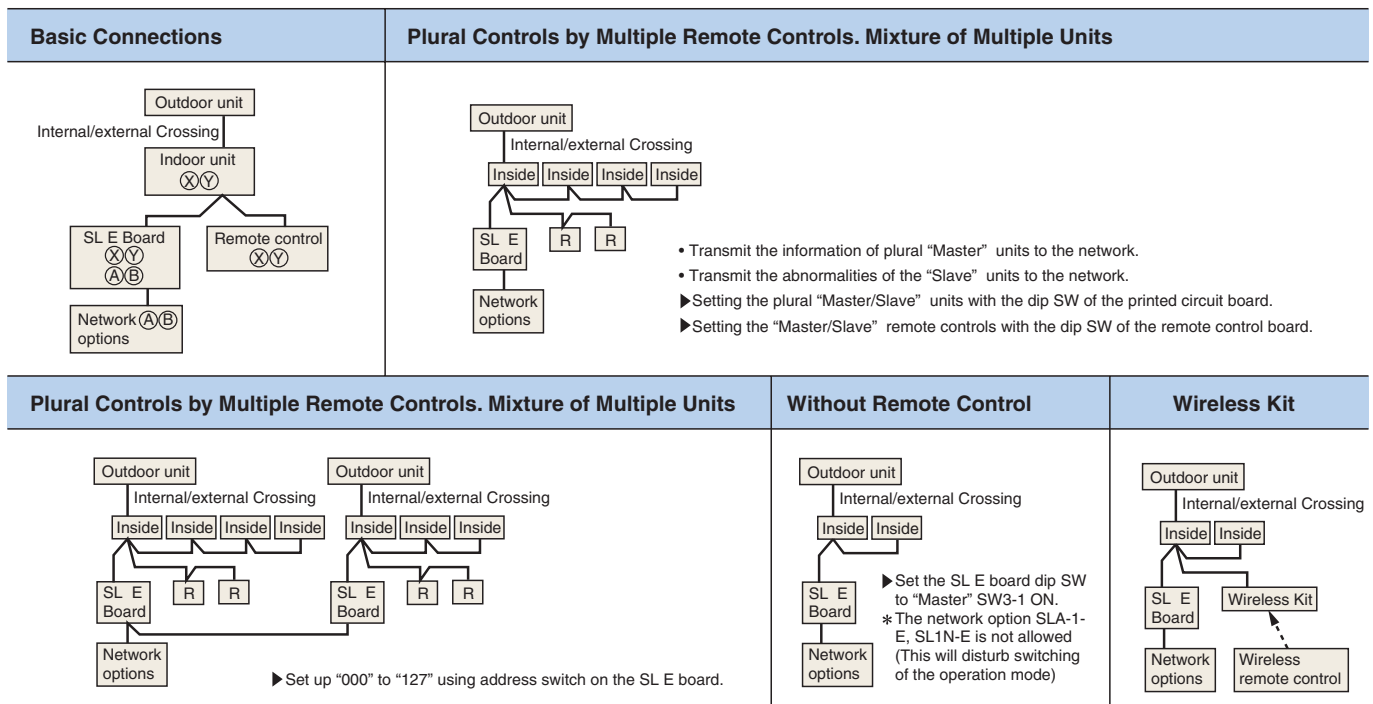 Basic Connections
Outdoor unit
Internal/external Crossing
Indoor unit
Ⓧ Ⓨ
SL E Board
Ⓧ Ⓨ
Ⓐ Ⓑ
Remote control
Ⓧ Ⓨ
Network Ⓐ Ⓑ
options
Plural Controls by Multiple Remote Controls. Mixture of Multiple Units
Outdoor unit
Internal/external Crossing
Inside Inside Inside Inside
SL E
Board
R R
Network
options
• Transmit the information of plural “Master” units to the network.
• Transmit the abnormalities of the “Slave” units to the network.
▶Setting the plural “Master/Slave” units with the dip SW of the printed circuit board.
▶Setting the “Master/Slave” remote controls with the dip SW of the remote control board.
Plural Controls by Multiple Remote Controls. Mixture of Multiple Units
Outdoor unit
Internal/external Crossing
Inside Inside Inside Inside
SL E
Board
R R
Network
options
Outdoor unit
Internal/external Crossing
Inside Inside Inside
SL E
Board
R R
▶Set up “000” to “127” using address switch on the SL E board.
Without Remote Control
Outdoor unit
Internal/external Crossing
Inside Inside
SL E
Board
Network
options
▶Set the SL E board dip SW
to “Master” SW3-1 ON.
* The network option SLA-1-
E, SL1N-E is not allowed
(This will disturb switching
of the operation mode)
Wireless Kit
Outdoor unit
Internal/external Crossing
Inside Inside
SL E
Board
Wireless Kit
Network
options
Wireless
remote control